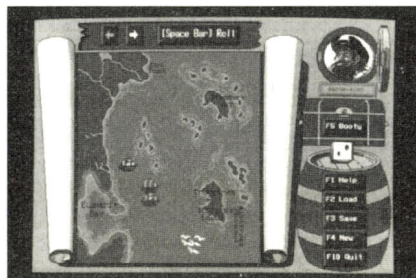 [Space Bar] Roll
F5 Booty
F1 Help
F2 Load
F3 Save
F4 New
F10 Quit